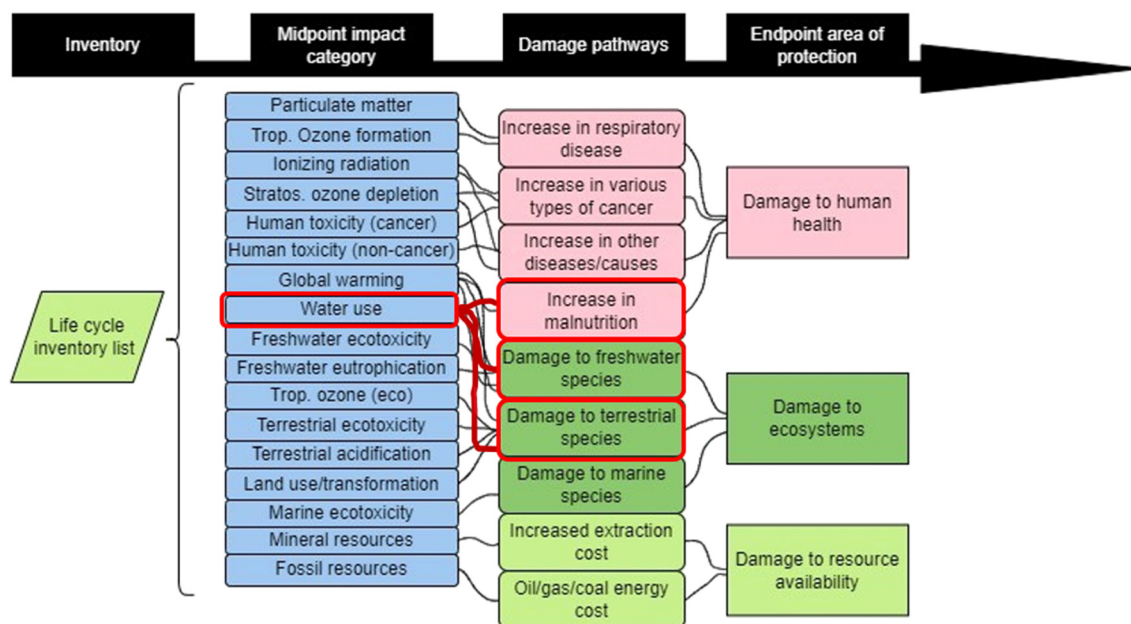 Inventory
Midpoint impact
category
Damage pathways
Endpoint area of
protection
Life cycle
inventory list
Particulate matter
Trop. Ozone formation
Ionizing radiation
Stratos. ozone depletion
Human toxicity (cancer)
Human toxicity (non-cancer)
Global warming
Water use
Freshwater ecotoxicity
Freshwater eutrophication
Trop. ozone (eco)
Terrestrial ecotoxicity
Terrestrial acidification
Land use/transformation
Marine ecotoxicity
Mineral resources
Fossil resources
Increase in respiratory
disease
Increase in various
types of cancer
Increase in other
diseases/causes
Increase in
malnutrition
Damage to freshwater
species
Damage to terrestrial
species
Damage to marine
species
Increased extraction
cost
Oil/gas/coal energy
cost
Damage to human
health
Damage to
ecosystems
Damage to resource
availability